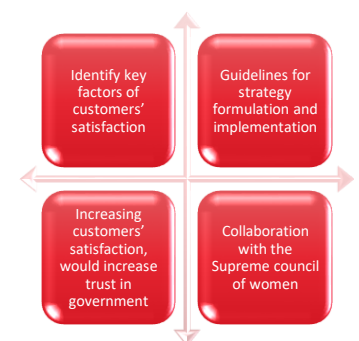 Identify key
factors of
customers'
satisfaction
Guidelines for
strategy
formulation and
implementation
Increasing
customers'
satisfaction,
would increase
trust in
government
Collaboration
with the
Supreme council
of women